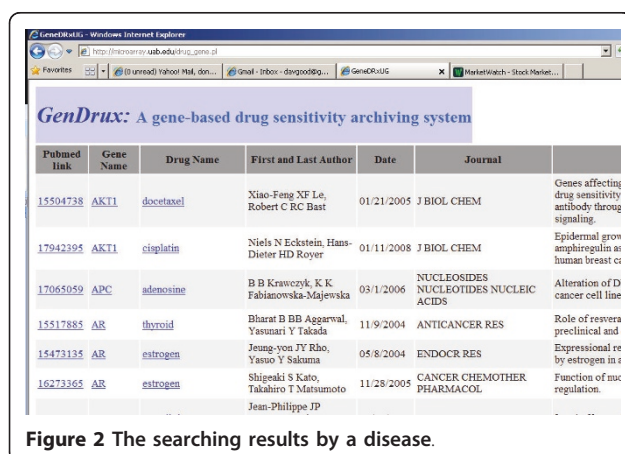 GeneDRxUG - Windows Internet Explorer
http://microarray.uab.edu/drug_gene.pl
Favorites (0 unread) Yahoo! Mail, don... Gmail - Inbox - davgood@g... GeneDRxUG MarketWatch - Stock Market...
GenDrux: A gene-based drug sensitivity archiving system
Pubmed link Gene Name Drug Name First and Last Author Date Journal
15504738 AKT1 docetaxel Xiao-Feng XF Le, Robert C RC Bast 01/21/2005 J BIOL CHEM Genes affecting drug sensitivity antibody throug signaling.
17942395 AKT1 cisplatin Niels N Eckstein, Hans-Dieter HD Royer 01/11/2008 J BIOL CHEM Epidermal grow amphiregulin as human breast ca
17065059 APC adenosine B B Krawczyk, K K Fabianowska-Majewska 03/1/2006 NUCLEOSIDES NUCLEOTIDES NUCLEIC ACIDS Alteration of D cancer cell line
15517885 AR thyroid Bharat B BB Aggarwal, Yasunari Y Takada 11/9/2004 ANTICANCER RES Role of resvera preclinical and
15473135 AR estrogen Jeung-yon JY Rho, Yasuo Y Sakuma 05/8/2004 ENDOCR RES Expressional re by estrogen in a
16273365 AR estrogen Shigeaki S Kato, Takahiro T Matsumoto 11/28/2005 CANCER CHEMOTHER PHARMACOL Function of nuc regulation.
Jean-Philippe JP
Figure 2 The searching results by a disease.